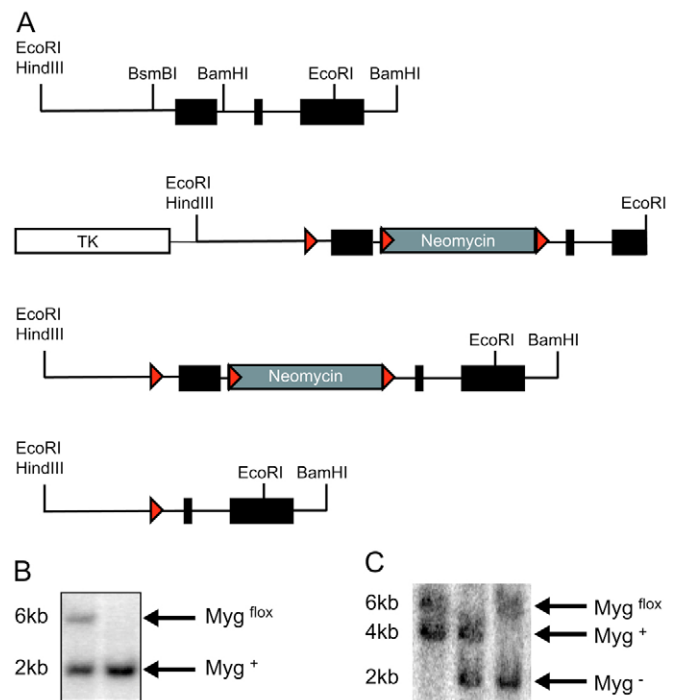 A
EcoRI
HindIII
BsmBI BamHI EcoRI BamHI
EcoRI
HindIII
EcoRI
TK
Neomycin
EcoRI
HindIII
EcoRI BamHI
Neomycin
EcoRI
HindIII
EcoRI BamHI
B
6kb Myg flox
2kb Myg +
C
6kb Myg flox
4kb Myg +
2kb Myg -